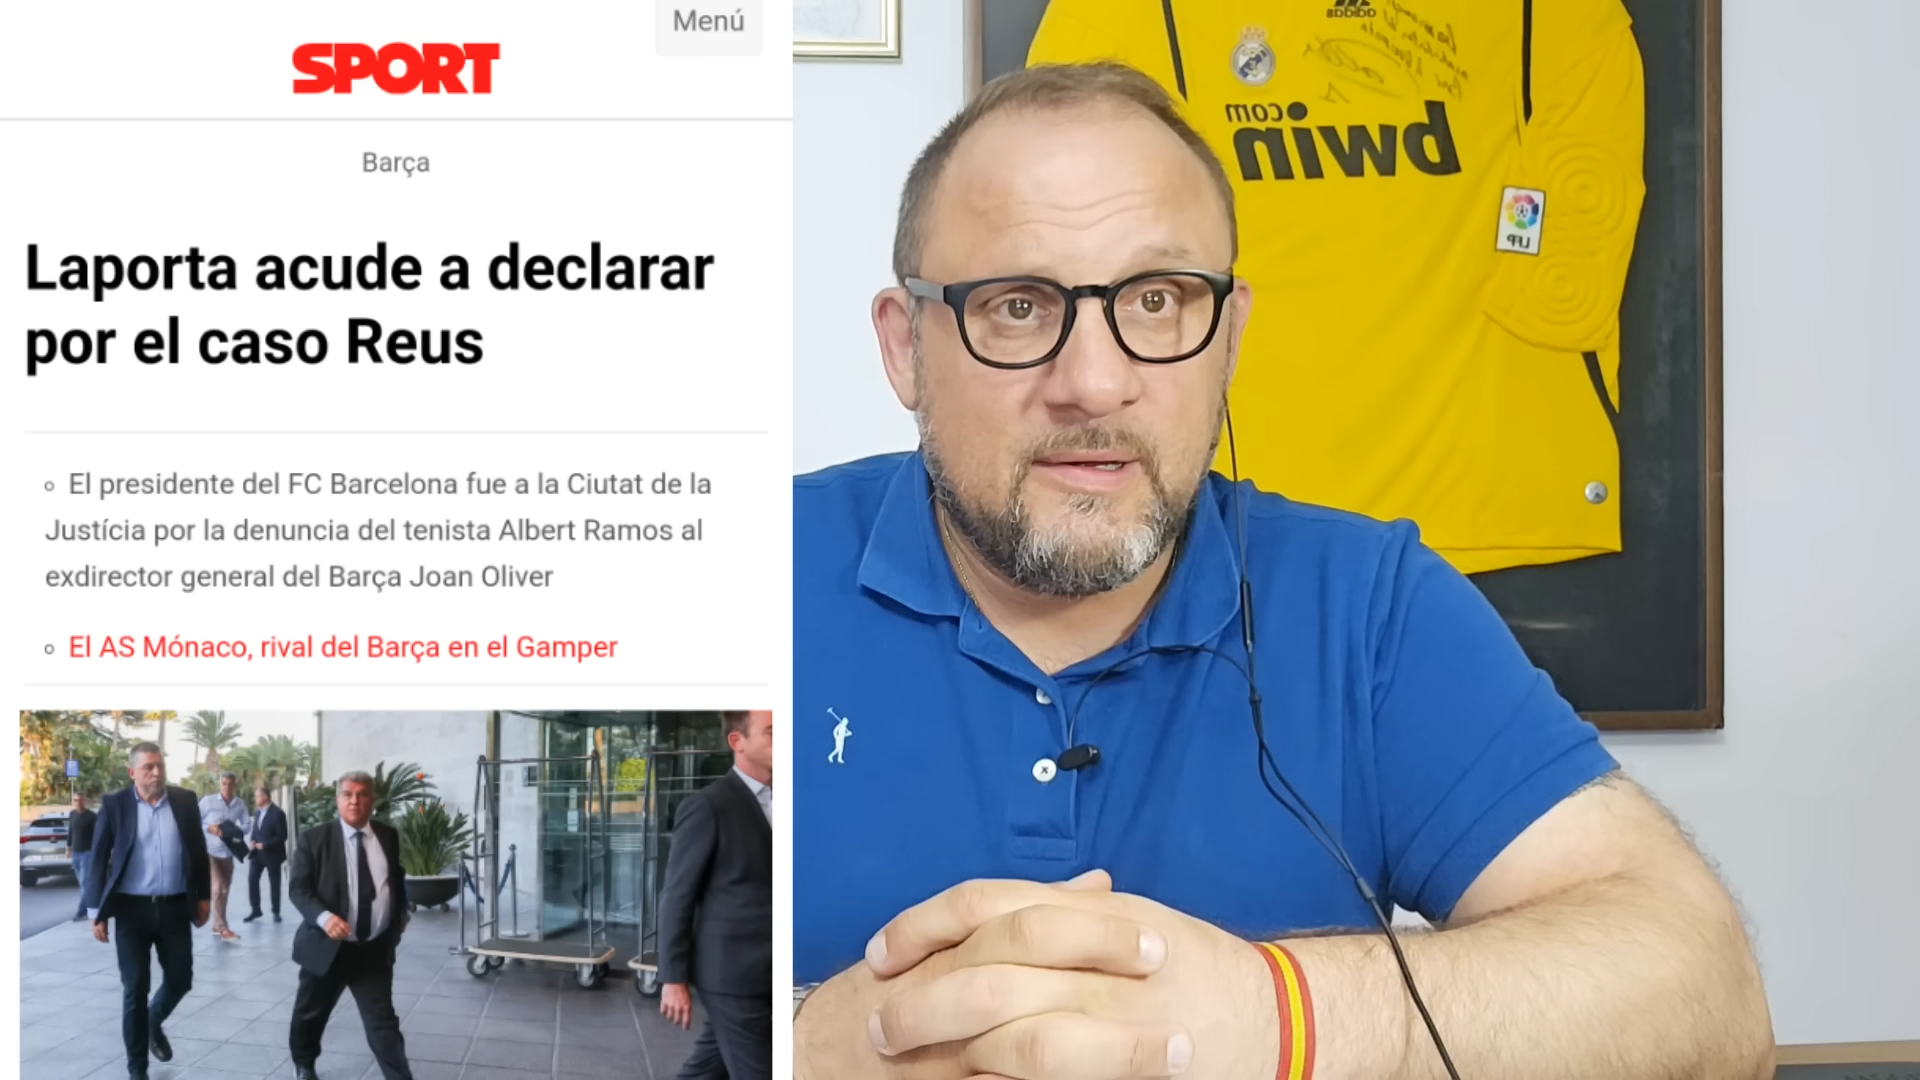 Menú
SPORT
Barça
Laporta acude a declarar
por el caso Reus
El presidente del FC Barcelona fue a la Ciutat de la
Justícia por la denuncia del tenista Albert Ramos al
exdirector general del Barça Joan Oliver
El AS Mónaco, rival del Barça en el Gamper
adidas
bwin
.com
LFP